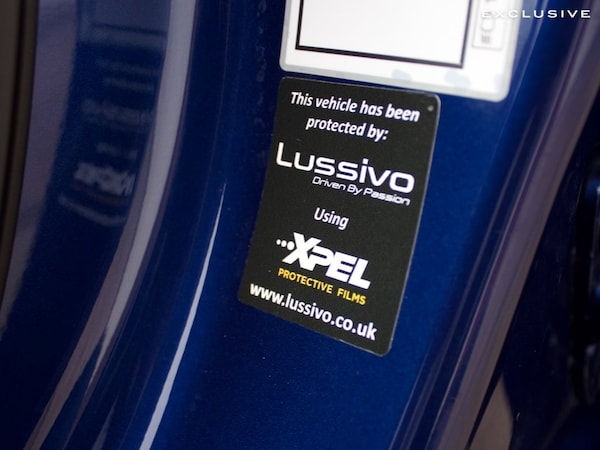 EXCLUSIVE
This vehicle has been
protected by:
Lussivo
Driven By Passion
Using
XPEL
PROTECTIVE FILMS
www.lussivo.co.uk